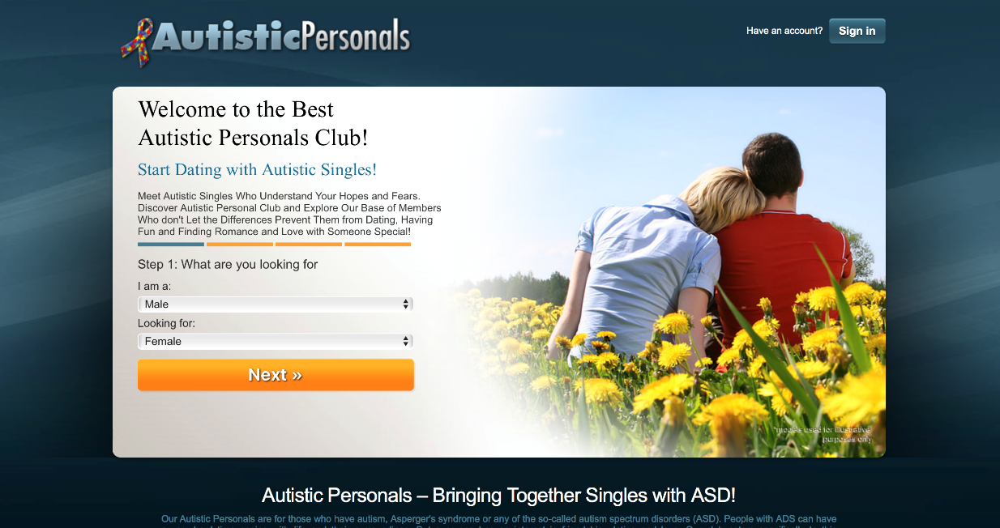 AutisticPersonals
Have an account?
Sign in
Welcome to the Best
Autistic Personals Club!
Start Dating with Autistic Singles!
Meet Autistic Singles Who Understand Your Hopes and Fears.
Discover Autistic Personal Club and Explore Our Base of Members
Who don't Let the Differences Prevent Them from Dating, Having
Fun and Finding Romance and Love with Someone Special!
Step 1: What are you looking for
I am a:
Male
Looking for:
Female
Next »
*models used for illustrative
purposes only
Autistic Personals – Bringing Together Singles with ASD!
Our Autistic Personals are for those who have autism, Asperger's syndrome or any of the so-called autism spectrum disorders (ASD). People with ADS can have